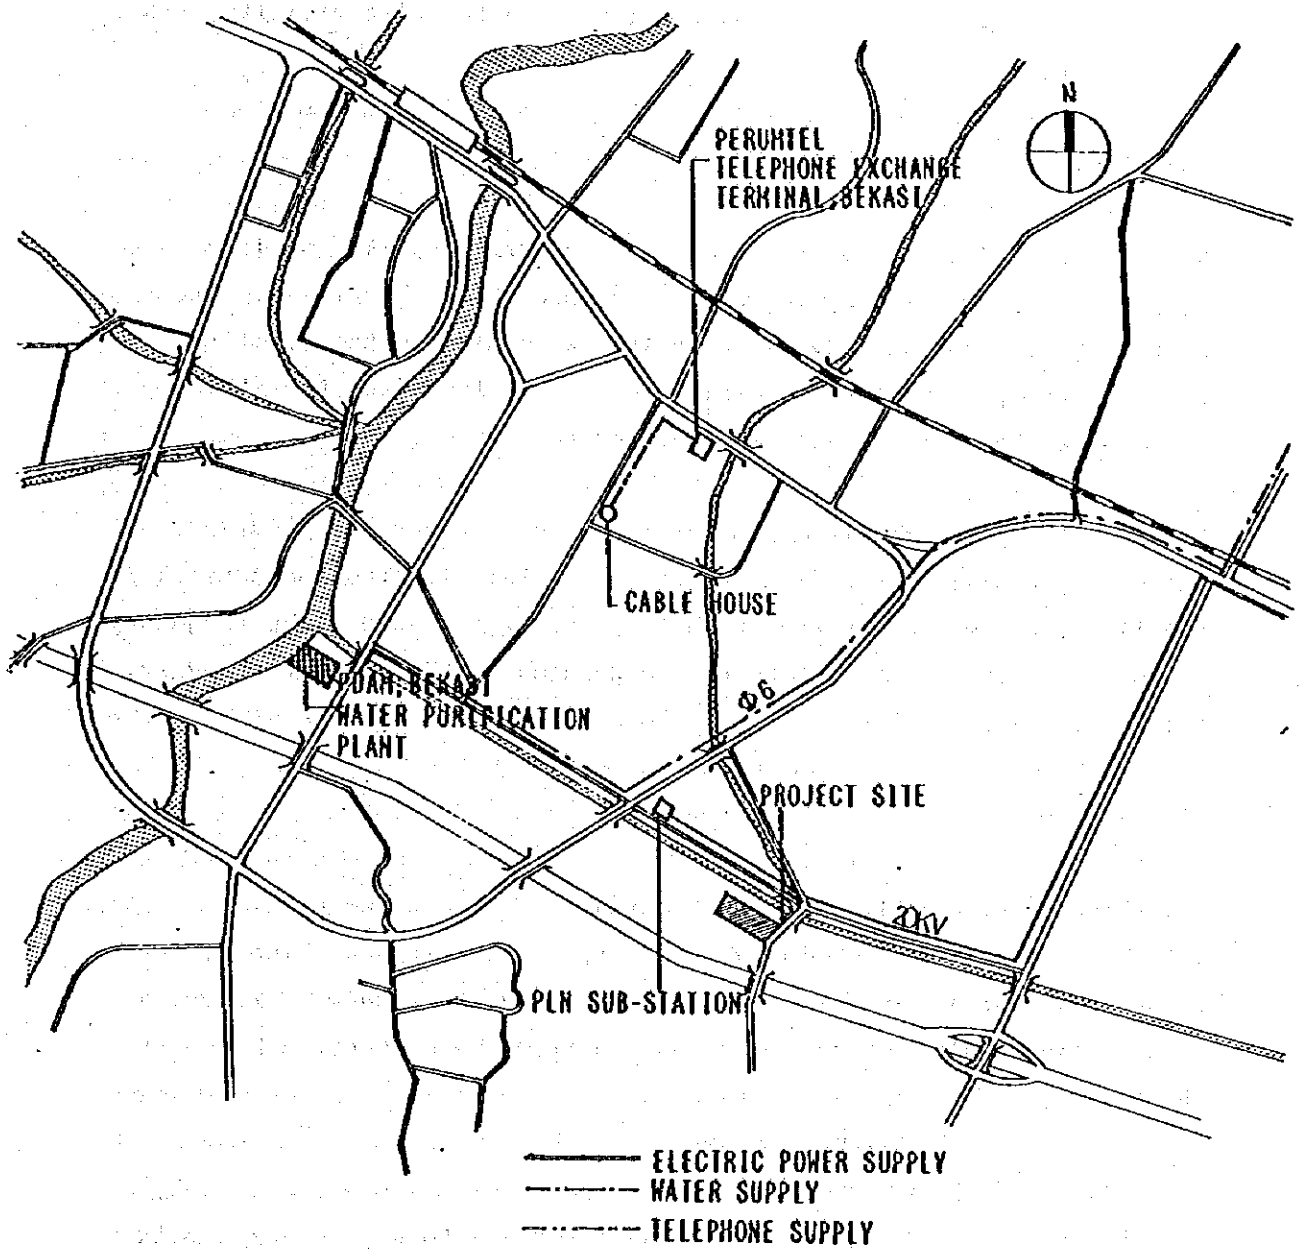 N
PERUMTEL
TELEPHONE EXCHANGE
TERMINAL, BEKASI
CABLE HOUSE
PDAM, BEKASI
WATER PURIFICATION
PLANT
Φ6
PROJECT SITE
20KV
PLN SUB-STATION
ELECTRIC POWER SUPPLY
WATER SUPPLY
TELEPHONE SUPPLY